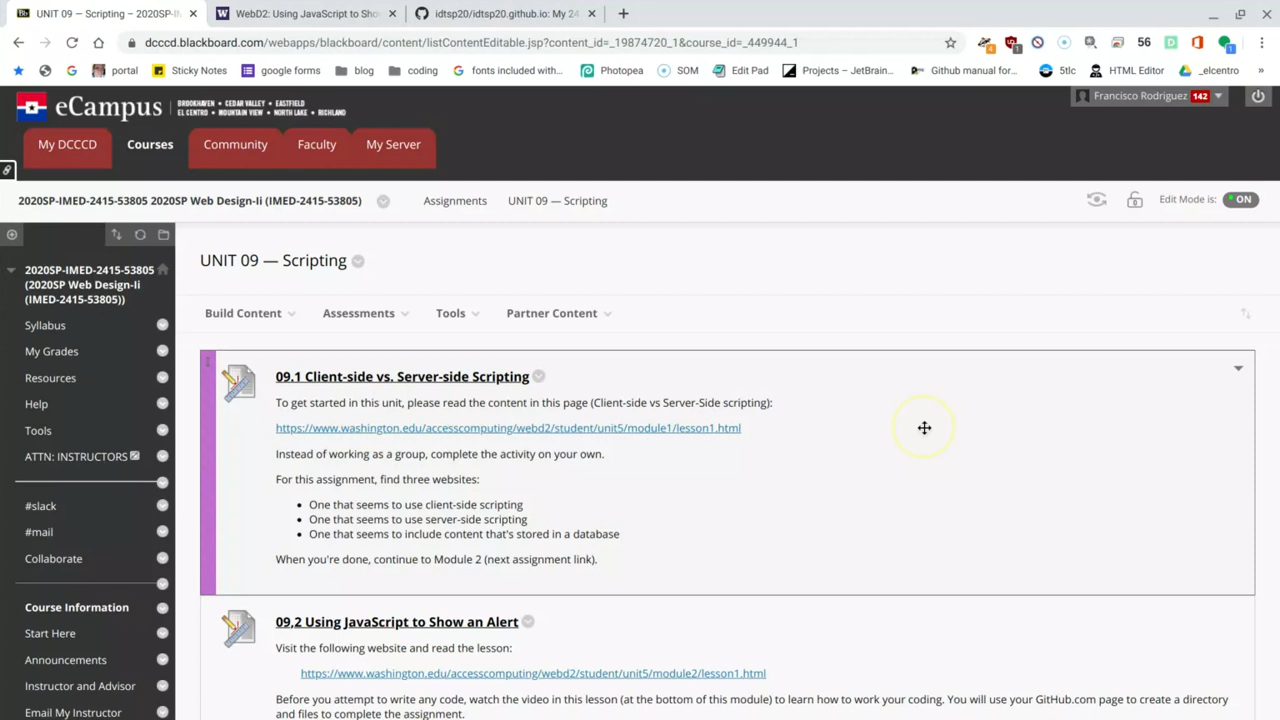 UNIT 09 — Scripting – 2020SP-I
WebD2: Using JavaScript to Sho
idtsp20/idtsp20.github.io: My 24
dcccd.blackboard.com/webapps/blackboard/content/listContentEditable.jsp?content_id=_19874720_1&course_id=_449944_1
56
portal
Sticky Notes
google forms
blog
coding
fonts included with...
Photopea
SOM
Edit Pad
Projects – JetBrain...
Github manual for...
5tlc
HTML Editor
_elcentro
»
eCampus
BROOKHAVEN • CEDAR VALLEY • EASTFIELD
EL CENTRO • MOUNTAIN VIEW • NORTH LAKE • RICHLAND
Francisco Rodriguez 142
My DCCCD
Courses
Community
Faculty
My Server
2020SP-IMED-2415-53805 2020SP Web Design-Ii (IMED-2415-53805)
Assignments
UNIT 09 — Scripting
Edit Mode is: ON
2020SP-IMED-2415-53805
(2020SP Web Design-Ii
(IMED-2415-53805))
Syllabus
My Grades
Resources
Help
Tools
ATTN: INSTRUCTORS
#slack
#mail
Collaborate
Course Information
Start Here
Announcements
Instructor and Advisor
Email My Instructor
UNIT 09 — Scripting
Build Content
Assessments
Tools
Partner Content
09.1 Client-side vs. Server-side Scripting
To get started in this unit, please read the content in this page (Client-side vs Server-Side scripting):
https://www.washington.edu/accesscomputing/webd2/student/unit5/module1/lesson1.html
Instead of working as a group, complete the activity on your own.
For this assignment, find three websites:
• One that seems to use client-side scripting
• One that seems to use server-side scripting
• One that seems to include content that's stored in a database
When you're done, continue to Module 2 (next assignment link).
09,2 Using JavaScript to Show an Alert
Visit the following website and read the lesson:
https://www.washington.edu/accesscomputing/webd2/student/unit5/module2/lesson1.html
Before you attempt to write any code, watch the video in this lesson (at the bottom of this module) to learn how to work your coding. You will use your GitHub.com page to create a directory
and files to complete the assignment.